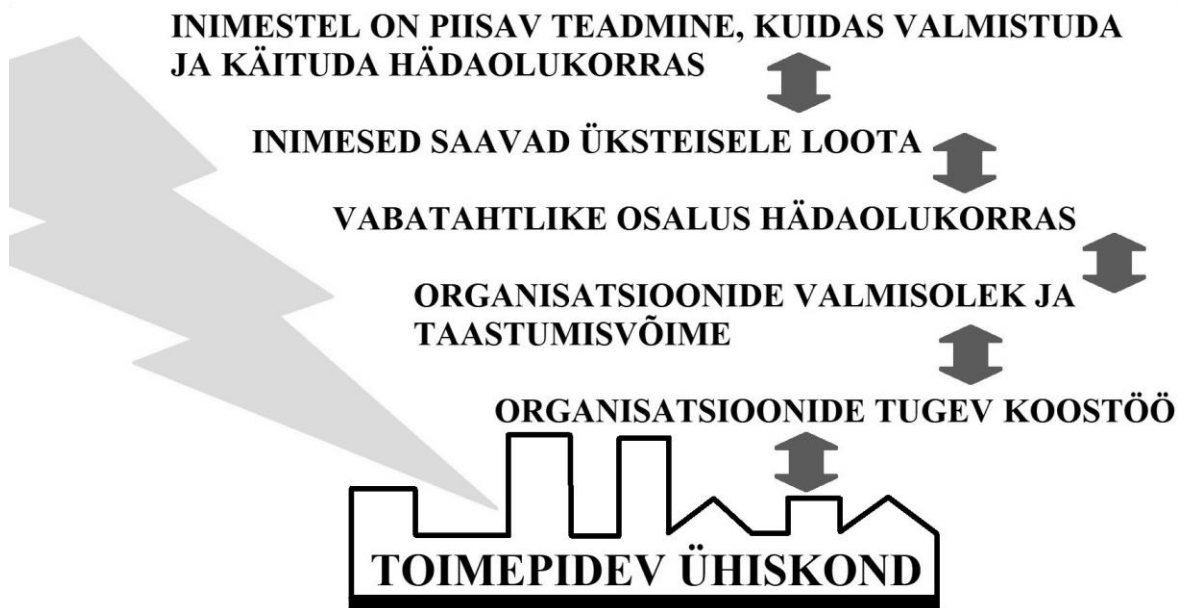 INIMESTEL ON PIISAV TEADMINE, KUIDAS VALMISTUDA
JA KÄITUDA HÄDAOLUKORRAS
INIMESED SAAVAD ÜKSTEISELE LOOTA
VABATAHTLIKE OSALUS HÄDAOLUKORRAS
ORGANISATSIOONIDE VALMISOLEK JA
TAASTUMISVÕIME
ORGANISATSIOONIDE TUGEV KOOSTÖÖ
TOIMEPIDEV ÜHISKOND